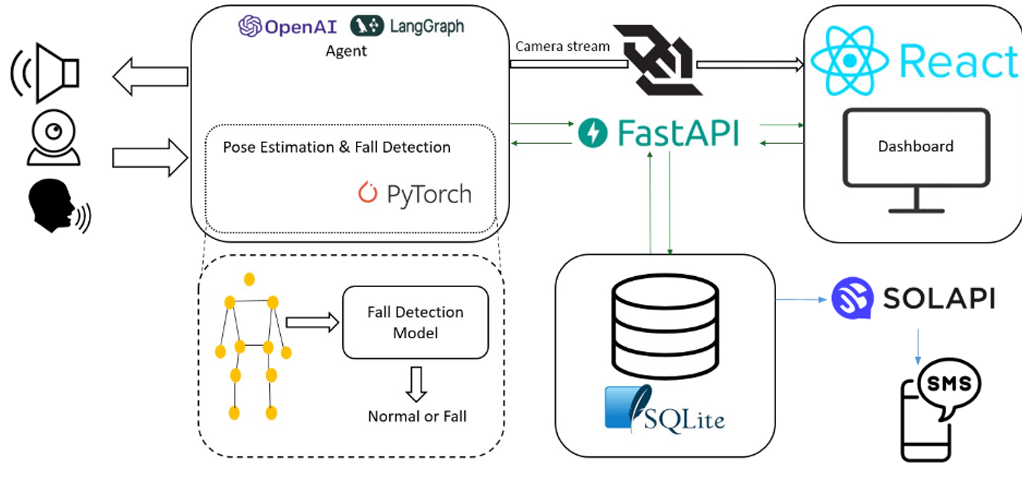 OpenAI LangGraph
Agent
Camera stream
React
FastAPI
Dashboard
Pose Estimation & Fall Detection
PyTorch
Fall Detection
Model
Normal or Fall
SQLite
SOLAPI
SMS